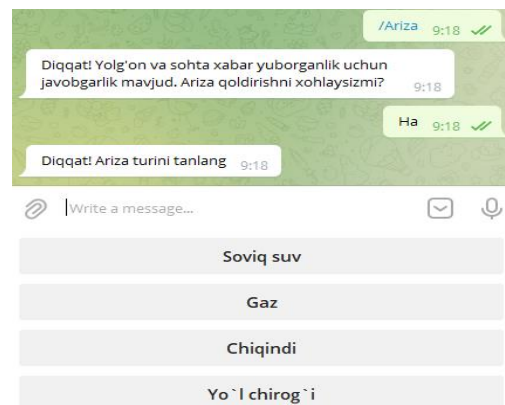 /Ariza 9:18
Diqqat! Yolg'on va sohta xabar yuborganlik uchun
javobgarlik mavjud. Ariza qoldirishni xohlaysizmi? 9:18
Ha 9:18
Diqqat! Ariza turini tanlang 9:18
Write a message...
Soviq suv
Gaz
Chiqindi
Yo`l chirog`i